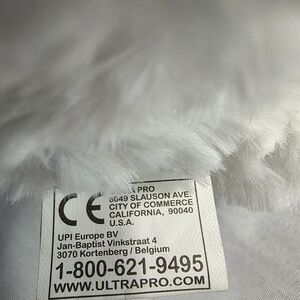 CE
PRO
6049 SLAUSON AVE.
CITY OF COMMERCE
CALIFORNIA, 90040
U.S.A.
UPI Europe BV
Jan-Baptist Vinkstraat 4
3070 Kortenberg / Belgium
1-800-621-9495
WWW.ULTRAPRO.COM